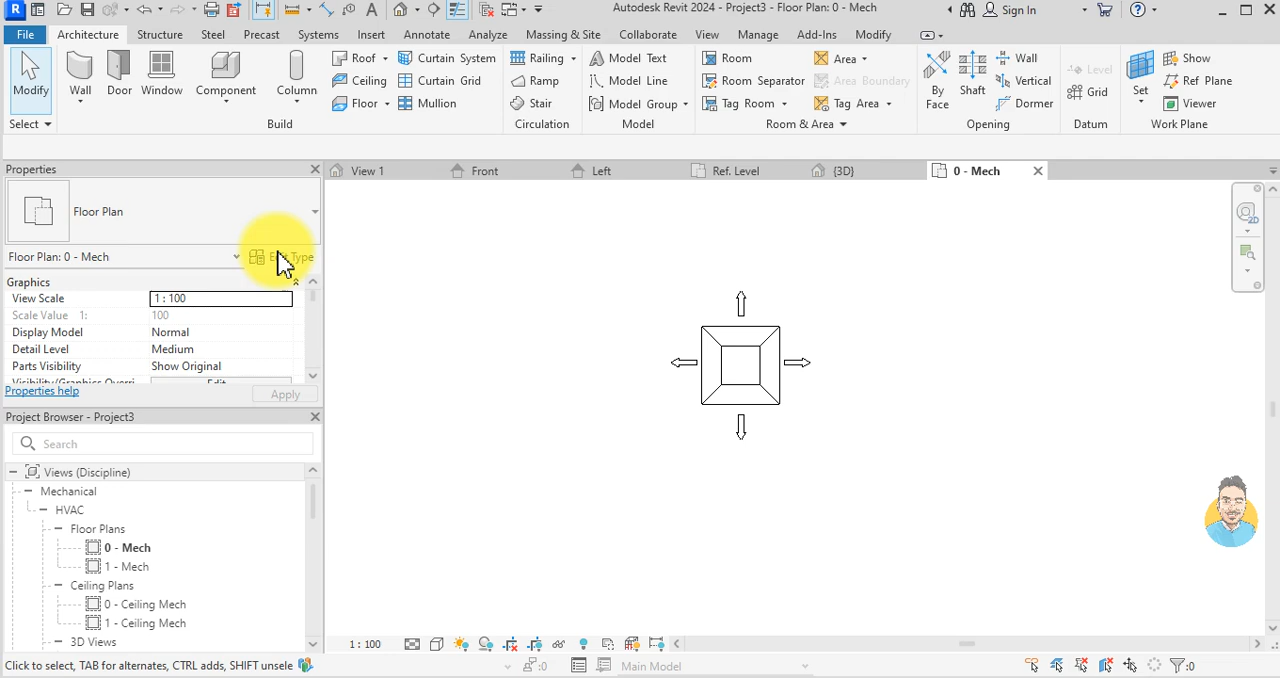 Autodesk Revit 2024 - Project3 - Floor Plan: 0 - Mech
Sign In
File Architecture Structure Steel Precast Systems Insert Annotate Analyze Massing & Site Collaborate View Manage Add-Ins Modify
Modify
Wall
Door
Window
Component
Column
Roof
Ceiling
Floor
Curtain System
Curtain Grid
Mullion
Railing
Ramp
Stair
Model Text
Model Line
Model Group
Room
Room Separator
Tag Room
Area
Area Boundary
Tag Area
By
Face
Shaft
Wall
Vertical
Dormer
Level
Grid
Set
Show
Ref Plane
Viewer
Select
Build
Circulation
Model
Room & Area
Opening
Datum
Work Plane
Properties
View 1
Front
Left
Ref. Level
{3D}
0 - Mech
Floor Plan
2D
Floor Plan: 0 - Mech
Type
Graphics
View Scale 1 : 100
Scale Value 1: 100
Display Model Normal
Detail Level Medium
Parts Visibility Show Original
Properties help
Apply
Project Browser - Project3
Search
Views (Discipline)
Mechanical
HVAC
Floor Plans
0 - Mech
1 - Mech
Ceiling Plans
0 - Ceiling Mech
1 - Ceiling Mech
3D Views
1 : 100
Click to select, TAB for alternates, CTRL adds, SHIFT unsele
:0
Main Model
:0